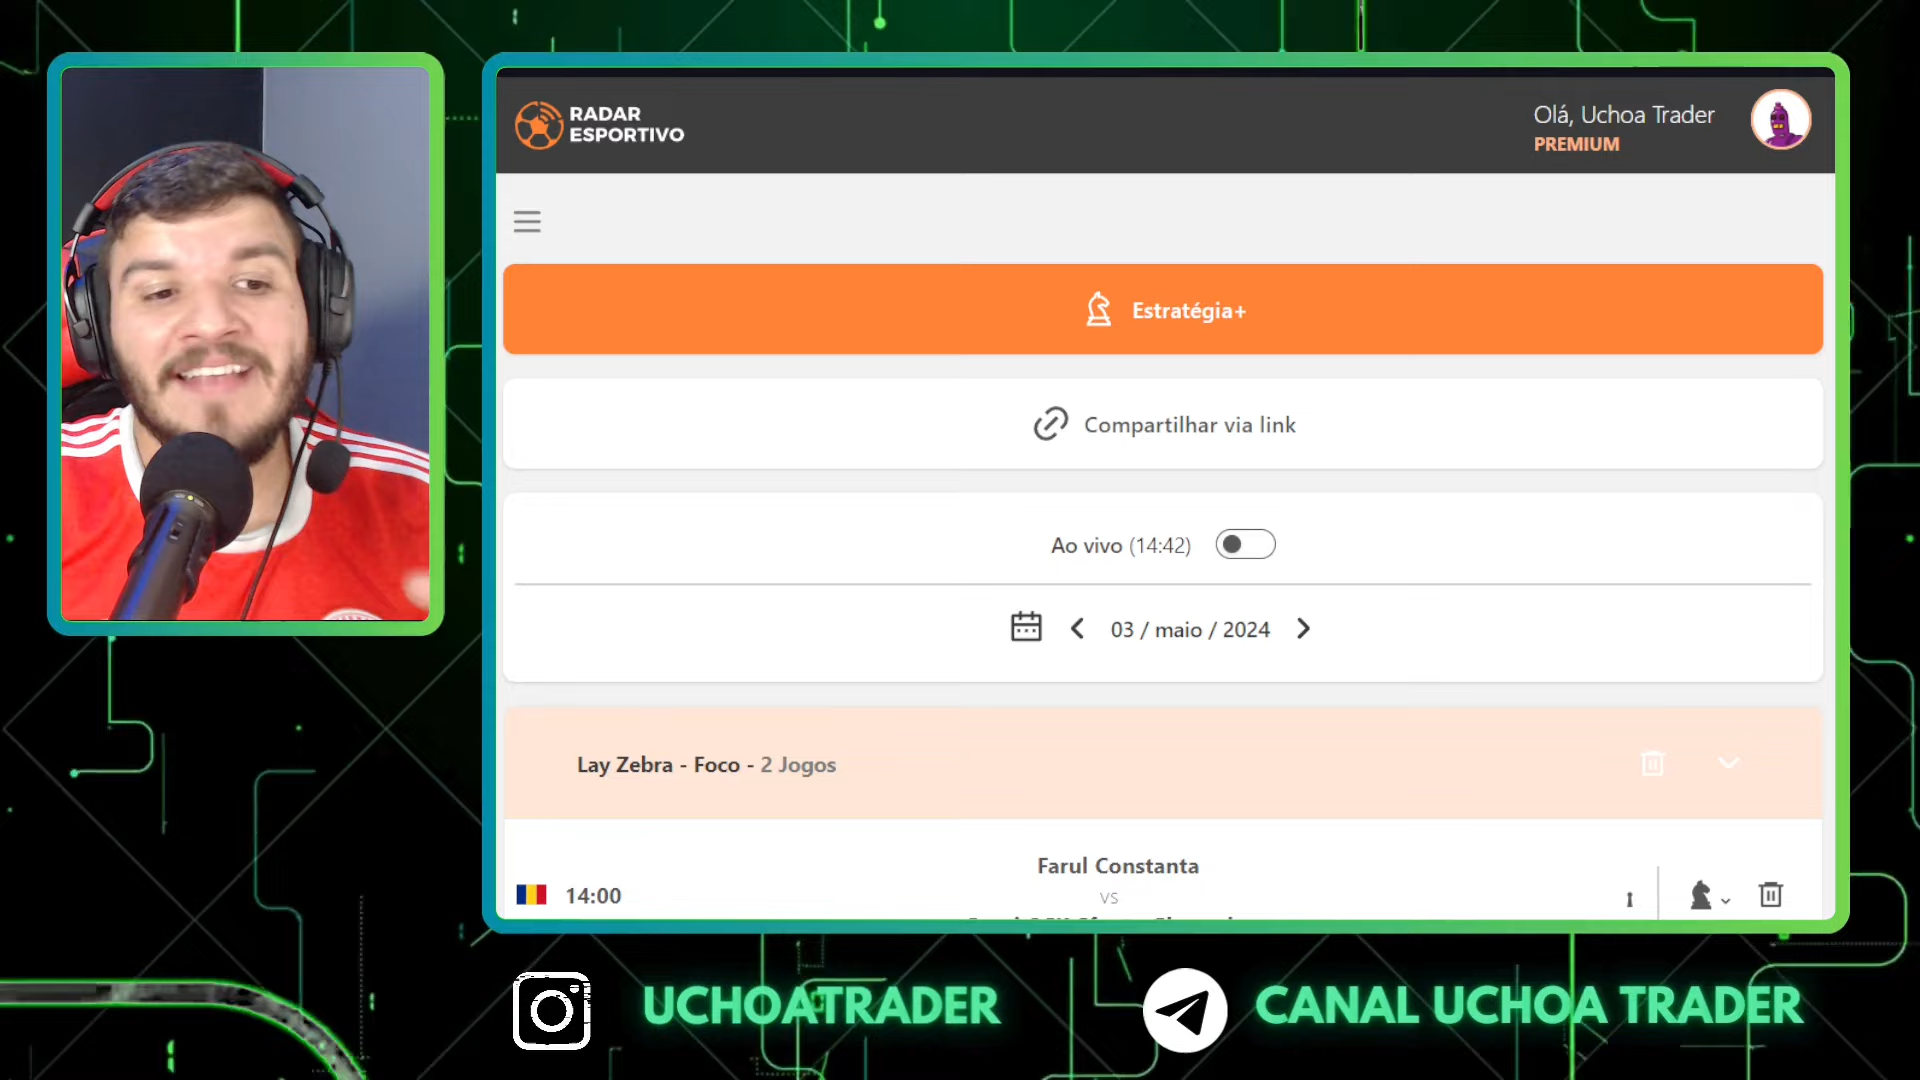 RADAR
ESPORTIVO
Olá, Uchoa Trader
PREMIUM
Estratégia+
Compartilhar via link
Ao vivo (14:42)
03 / maio / 2024
Lay Zebra - Foco - 2 Jogos
14:00
Farul Constanta
VS
UCHOATRADER
CANAL UCHOA TRADER